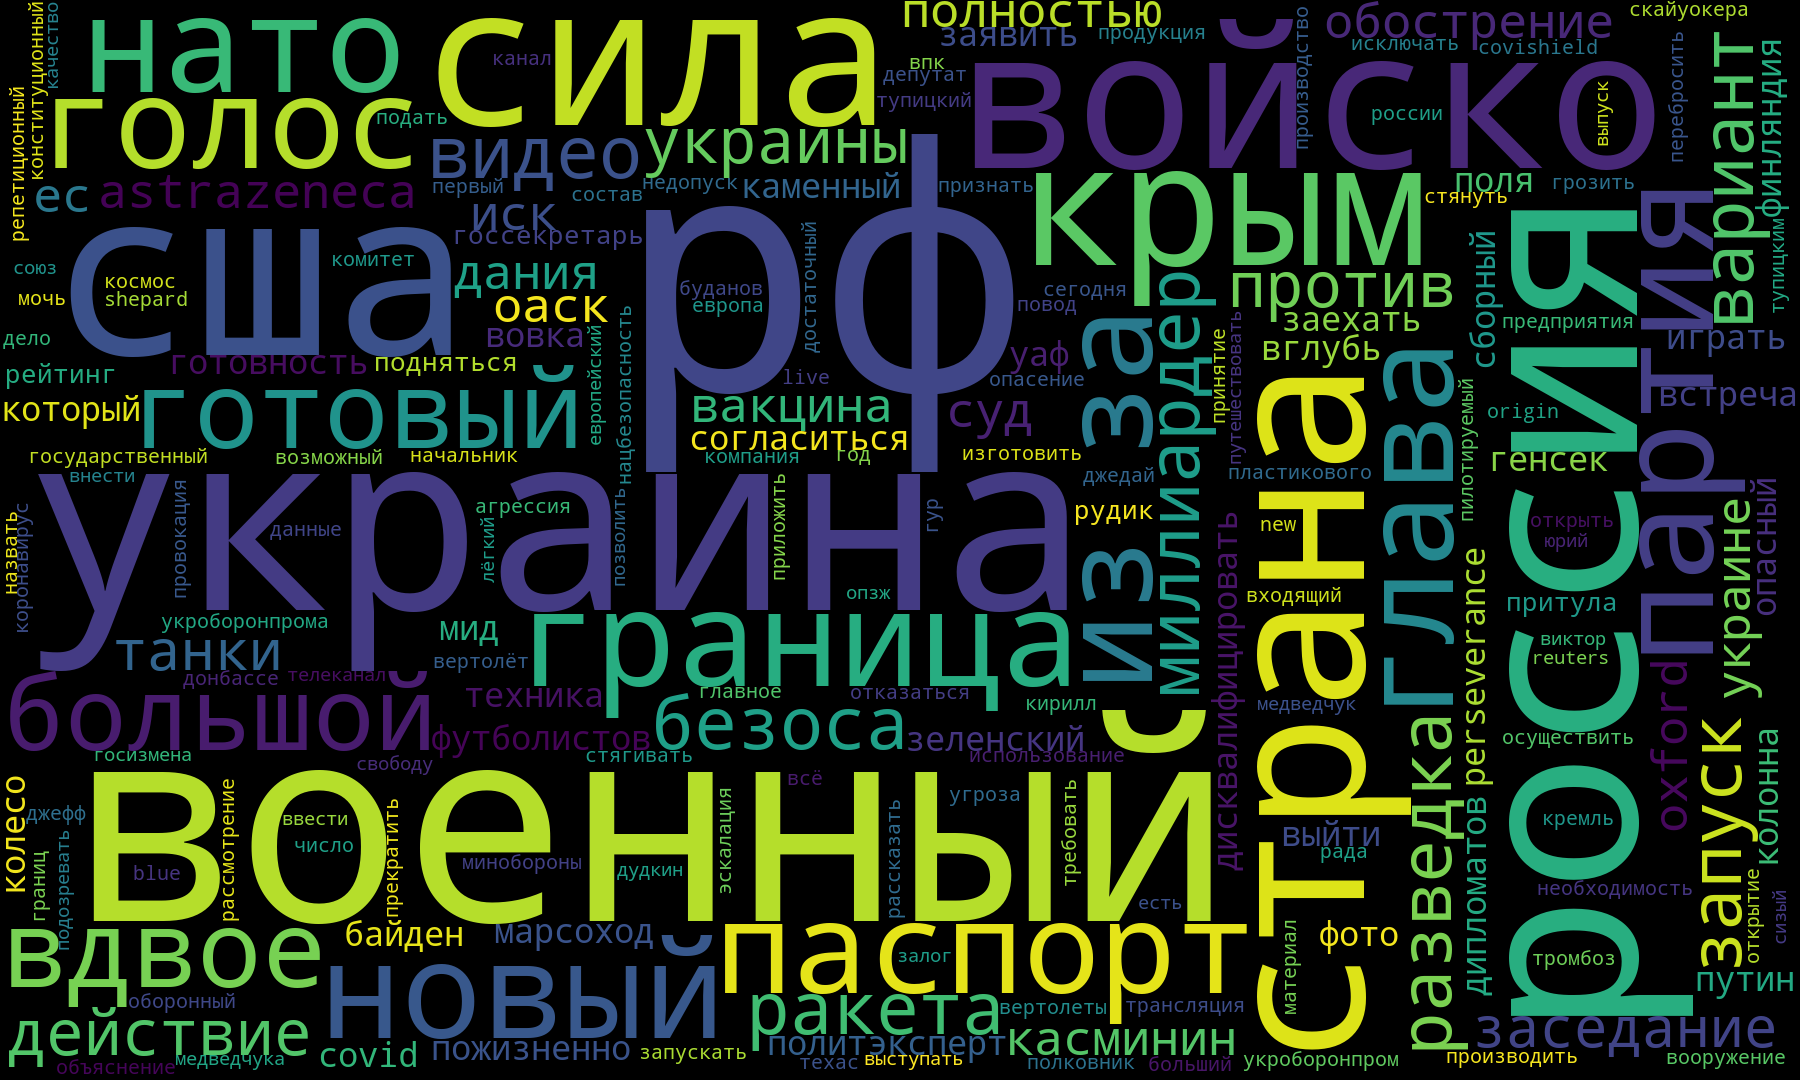 нато
сила
полностью
заявить
продукция
обострение
скайуокера
конституционный
качество
репетиционный
канал
впк
депутат
тупицкий
войско
производство
исключать
covishield
перебросить
вариант
финляндия
голос
подать
видео
украины
россии
выпуск
ес
astrazeneca
первый
состав
недопуск
каменный
признать
крым
поля
грозить
стянуть
иск
госсекретарь
сша
рф
комитет
союз
космос
мочь
shepard
дания
оаск
буданов
европа
достаточный
сегодня
повод
против
сборный
тупицким
дело
вовка
готовность
подняться
европейский
нацбезопасность
уаф
опасение
заехать
вглубь
предприятия
играть
рейтинг
который
готовый
live
вакцина
согласиться
суд
из за
миллиардер
принятие
путешествовать
страна
глава
пилотируемый
origin
россия
партия
встреча
государственный
возможный
начальник
компания
год
изготовить
джедай
пластикового
генсек
внести
украина
назвать
коронавирус
провокация
данные
агрессия
лёгкий
позволить
приложить
гур
рудик
new
открыть
юрий
украине
опасный
опзж
входящий
дисквалифицировать
perseverance
притула
укроборонпрома
танки
мид
вертолёт
граница
виктор
reuters
донбассе
телеканал
большой
техника
главное
отказаться
кирилл
медведчук
oxford
футболистов
безоса
зеленский
госизмена
свободу
стягивать
использование
осуществить
запуск
колонна
военный
всё
колесо
джефф
границ
подозревать
blue
рассмотрение
ввести
число
прекратить
минобороны
дудкин
эскалация
рассказать
угроза
требовать
выйти
рада
разведка
дипломатов
кремль
необходимость
есть
открытие
сизый
вдвое
байден
марсоход
паспорт
залог
фото
материал
тромбоз
путин
новый
оборонный
действие
ракета
вертолеты
трансляция
заседание
covid
пожизненно
запускать
политэксперт
касминин
объяснение
медведчука
техас
выступать
полковник
больший
укроборонпром
производить
вооружение